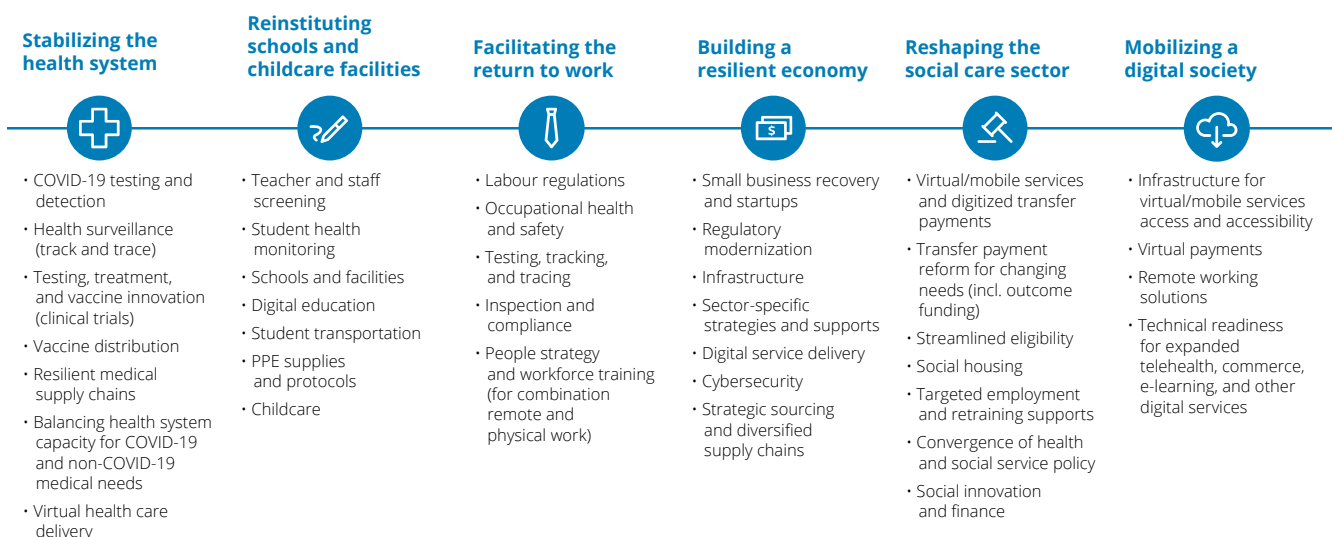 Stabilizing the
health system
• COVID-19 testing and
detection
• Health surveillance
(track and trace)
• Testing, treatment,
and vaccine innovation
(clinical trials)
• Vaccine distribution
• Resilient medical
supply chains
• Balancing health system
capacity for COVID-19
and non-COVID-19
medical needs
• Virtual health care
delivery
Reinstituting
schools and
childcare facilities
• Teacher and staff
screening
• Student health
monitoring
• Schools and facilities
• Digital education
• Student transportation
• PPE supplies
and protocols
• Childcare
Facilitating the
return to work
• Labour regulations
• Occupational health
and safety
• Testing, tracking,
and tracing
• Inspection and
compliance
• People strategy
and workforce training
(for combination
remote and
physical work)
Building a
resilient economy
$
• Small business recovery
and startups
• Regulatory
modernization
• Infrastructure
• Sector-specific
strategies and supports
• Digital service delivery
• Cybersecurity
• Strategic sourcing
and diversified
supply chains
Reshaping the
social care sector
• Virtual/mobile services
and digitized transfer
payments
• Transfer payment
reform for changing
needs (incl. outcome
funding)
• Streamlined eligibility
• Social housing
• Targeted employment
and retraining supports
• Convergence of health
and social service policy
• Social innovation
and finance
Mobilizing a
digital society
• Infrastructure for
virtual/mobile services
access and accessibility
• Virtual payments
• Remote working
solutions
• Technical readiness
for expanded
telehealth, commerce,
e-learning, and other
digital services